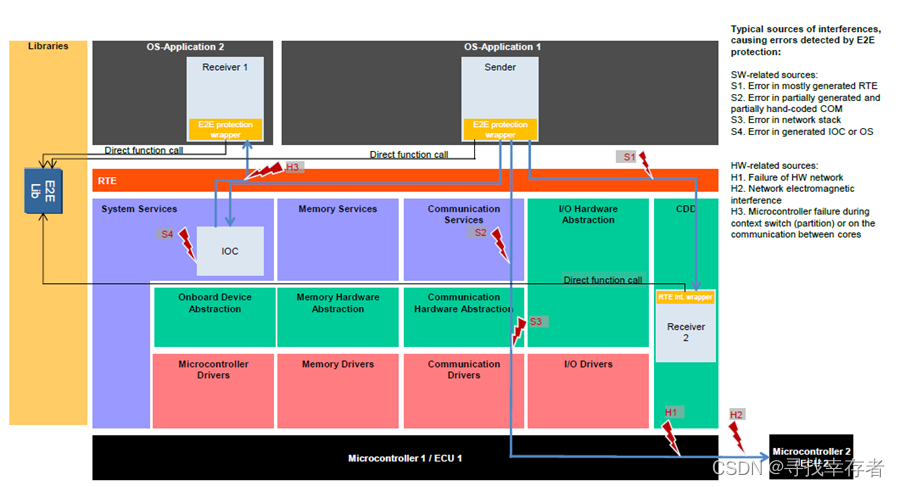 Libraries
OS-Application 2
OS-Application 1
Receiver 1
Sender
E2E protection
wrapper
E2E protection
wrapper
Direct function call
Direct function call
H3
S1
E2E
Lib
RTE
System Services
Memory Services
Communication
Services
I/O Hardware
Abstraction
CDD
S4
IOC
S2
Direct function call
Onboard Device
Abstraction
Memory Hardware
Abstraction
Communication
Hardware Abstraction
RTE int. wrapper
Receiver
2
S3
Microcontroller
Drivers
Memory Drivers
Communication
Drivers
I/O Drivers
H1
H2
Microcontroller 1 / ECU 1
Microcontroller 2
/ECU 2
Typical sources of interferences,
causing errors detected by E2E
protection:
SW-related sources:
S1. Error in mostly generated RTE
S2. Error in partially generated and
partially hand-coded COM
S3. Error in network stack
S4. Error in generated IOC or OS
HW-related sources:
H1. Failure of HW network
H2. Network electromagnetic
interference
H3. Microcontroller failure during
context switch (partition) or on the
communication between cores
CSDN @寻找幸存者